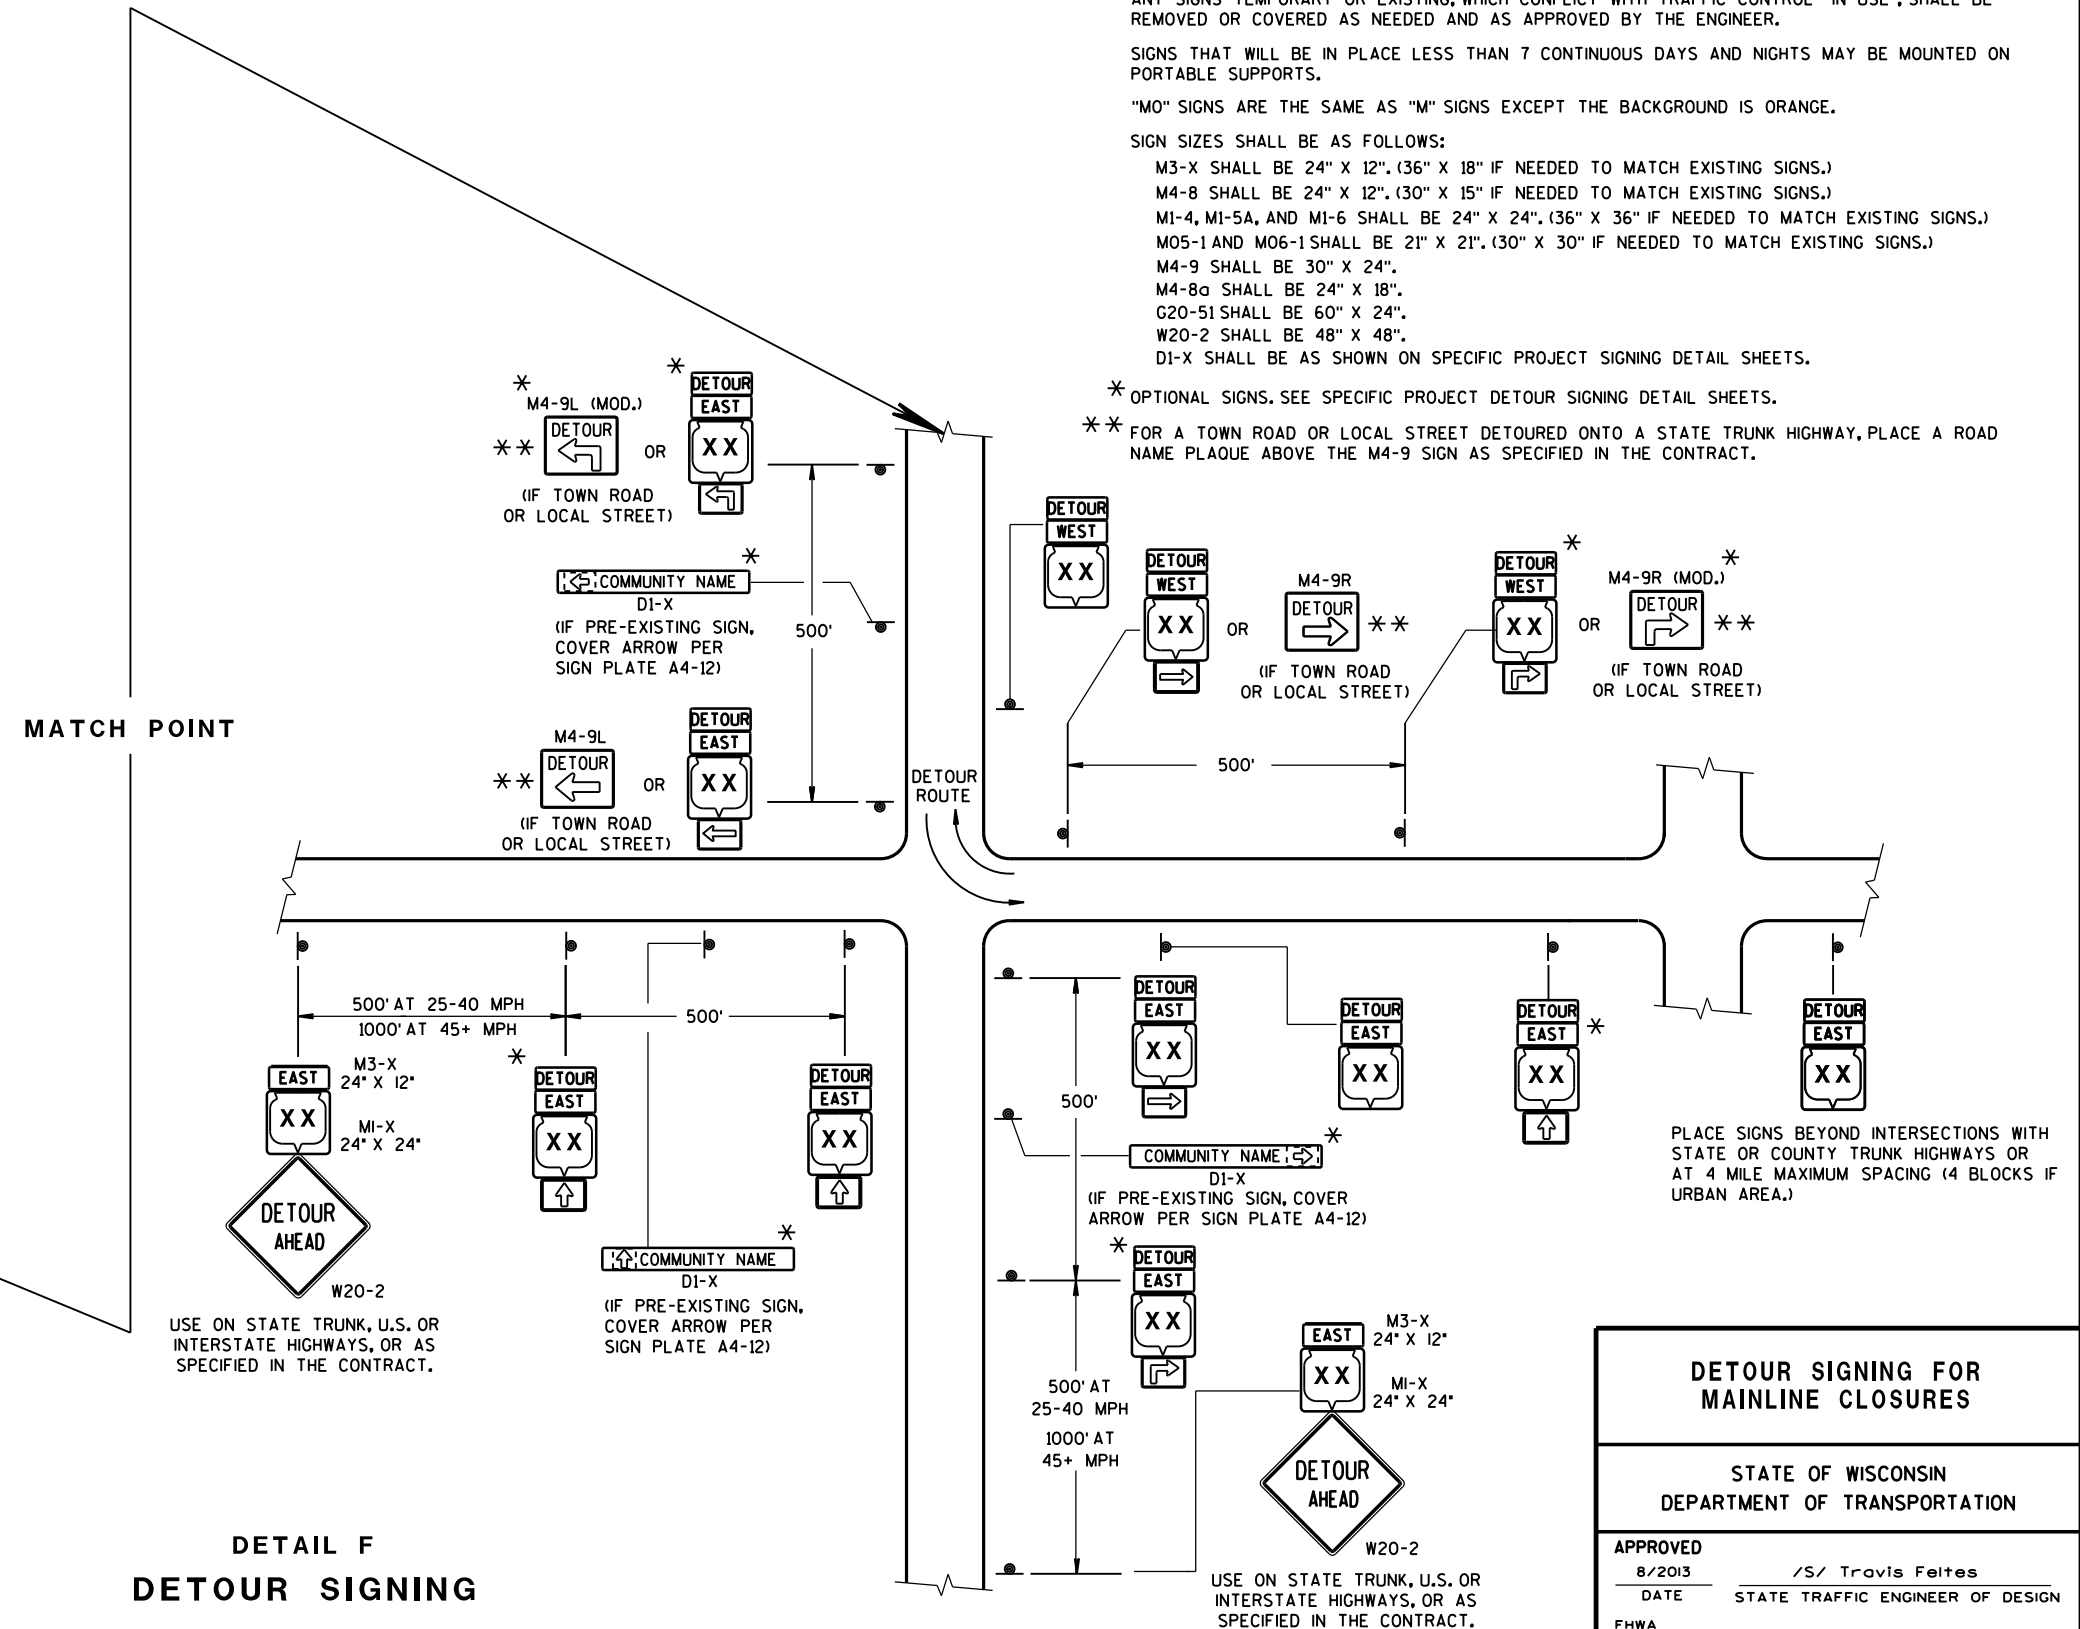 ANY SIGNS TEMPORARY OR EXISTING, WHICH CONFLICT WITH TRAFFIC CONTROL "IN USE", SHALL BE
REMOVED OR COVERED AS NEEDED AND AS APPROVED BY THE ENGINEER.
SIGNS THAT WILL BE IN PLACE LESS THAN 7 CONTINUOUS DAYS AND NIGHTS MAY BE MOUNTED ON
PORTABLE SUPPORTS.
"MO" SIGNS ARE THE SAME AS "M" SIGNS EXCEPT THE BACKGROUND IS ORANGE.
SIGN SIZES SHALL BE AS FOLLOWS:
M3-X SHALL BE 24" X 12". (36" X 18" IF NEEDED TO MATCH EXISTING SIGNS.)
M4-8 SHALL BE 24" X 12". (30" X 15" IF NEEDED TO MATCH EXISTING SIGNS.)
M1-4, M1-5A, AND M1-6 SHALL BE 24" X 24". (36" X 36" IF NEEDED TO MATCH EXISTING SIGNS.)
MO5-1 AND MO6-1 SHALL BE 21" X 21". (30" X 30" IF NEEDED TO MATCH EXISTING SIGNS.)
M4-9 SHALL BE 30" X 24".
M4-8a SHALL BE 24" X 18".
G20-51 SHALL BE 60" X 24".
W20-2 SHALL BE 48" X 48".
D1-X SHALL BE AS SHOWN ON SPECIFIC PROJECT SIGNING DETAIL SHEETS.
* OPTIONAL SIGNS. SEE SPECIFIC PROJECT DETOUR SIGNING DETAIL SHEETS.
** FOR A TOWN ROAD OR LOCAL STREET DETOURED ONTO A STATE TRUNK HIGHWAY, PLACE A ROAD
NAME PLAQUE ABOVE THE M4-9 SIGN AS SPECIFIED IN THE CONTRACT.
*
M4-9L (MOD.)
**
DETOUR
OR
(IF TOWN ROAD
OR LOCAL STREET)
*
DETOUR
EAST
XX
*
COMMUNITY NAME
D1-X
(IF PRE-EXISTING SIGN,
COVER ARROW PER
SIGN PLATE A4-12)
500'
MATCH POINT
M4-9L
**
DETOUR
OR
(IF TOWN ROAD
OR LOCAL STREET)
DETOUR
EAST
XX
DETOUR
ROUTE
DETOUR
WEST
XX
DETOUR
WEST
XX
OR
M4-9R
DETOUR
**
(IF TOWN ROAD
OR LOCAL STREET)
500'
*
DETOUR
WEST
XX
OR
M4-9R (MOD.)
*
DETOUR
**
(IF TOWN ROAD
OR LOCAL STREET)
500' AT 25-40 MPH
1000' AT 45+ MPH
500'
EAST
XX
M3-X
24" X 12"
M1-X
24" X 24"
DETOUR
AHEAD
W20-2
USE ON STATE TRUNK, U.S. OR
INTERSTATE HIGHWAYS, OR AS
SPECIFIED IN THE CONTRACT.
*
DETOUR
EAST
XX
DETOUR
EAST
XX
*
COMMUNITY NAME
D1-X
(IF PRE-EXISTING SIGN,
COVER ARROW PER
SIGN PLATE A4-12)
DETOUR
EAST
XX
500'
*
COMMUNITY NAME
D1-X
(IF PRE-EXISTING SIGN, COVER
ARROW PER SIGN PLATE A4-12)
*
DETOUR
EAST
XX
500' AT
25-40 MPH
1000' AT
45+ MPH
DETOUR
EAST
XX
DETOUR
EAST
*
XX
DETOUR
EAST
XX
PLACE SIGNS BEYOND INTERSECTIONS WITH
STATE OR COUNTY TRUNK HIGHWAYS OR
AT 4 MILE MAXIMUM SPACING (4 BLOCKS IF
URBAN AREA.)
EAST
XX
M3-X
24" X 12"
M1-X
24" X 24"
DETOUR
AHEAD
W20-2
USE ON STATE TRUNK, U.S. OR
INTERSTATE HIGHWAYS, OR AS
SPECIFIED IN THE CONTRACT.
DETAIL F
DETOUR SIGNING
DETOUR SIGNING FOR
MAINLINE CLOSURES
STATE OF WISCONSIN
DEPARTMENT OF TRANSPORTATION
APPROVED
8/2013
/S/ Travis Feltes
DATE
STATE TRAFFIC ENGINEER OF DESIGN
FHWA